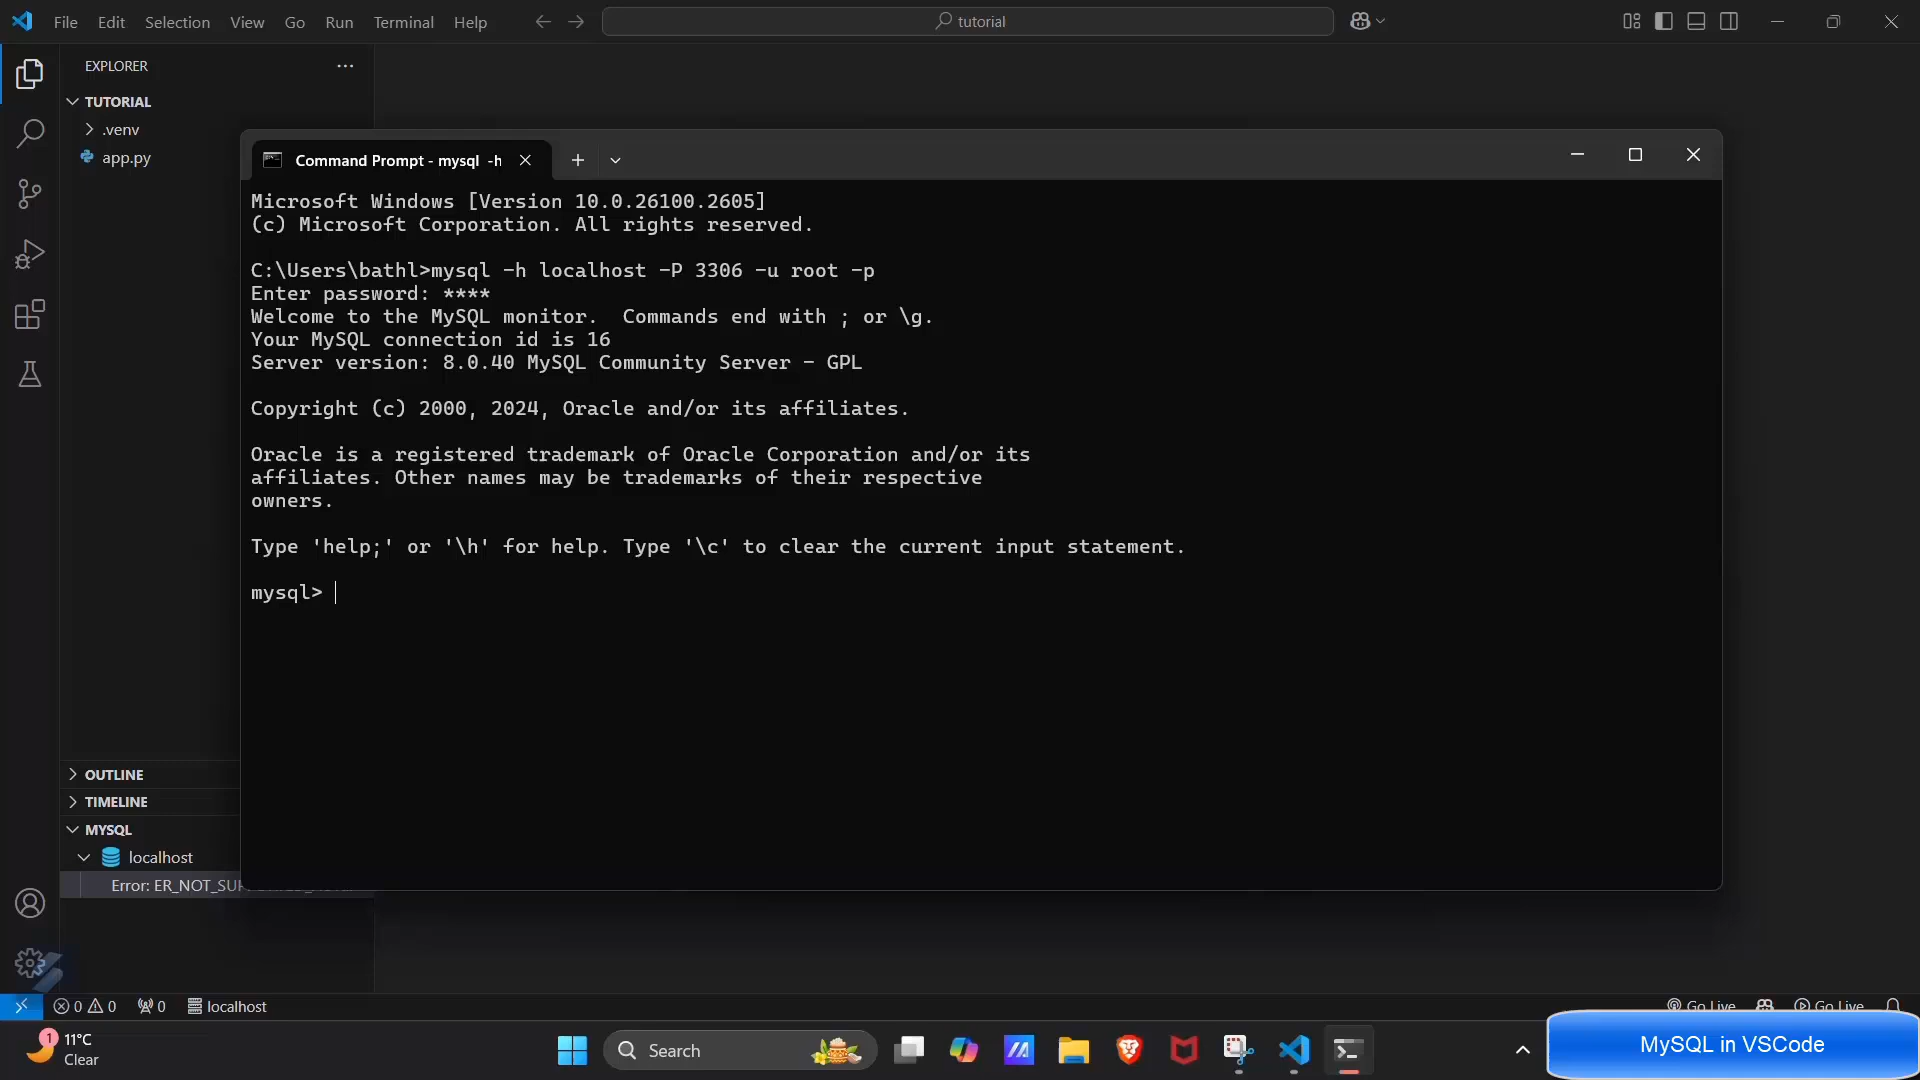 File Edit Selection View Go Run Terminal Help
tutorial
EXPLORER
TUTORIAL
.venv
app.py
Command Prompt - mysql -h
Microsoft Windows [Version 10.0.26100.2605]
(c) Microsoft Corporation. All rights reserved.
C:\Users\bathl>mysql -h localhost -P 3306 -u root -p
Enter password: ****
Welcome to the MySQL monitor.  Commands end with ; or \g.
Your MySQL connection id is 16
Server version: 8.0.40 MySQL Community Server - GPL
Copyright (c) 2000, 2024, Oracle and/or its affiliates.
Oracle is a registered trademark of Oracle Corporation and/or its
affiliates. Other names may be trademarks of their respective
owners.
Type 'help;' or '\h' for help. Type '\c' to clear the current input statement.
mysql>
OUTLINE
TIMELINE
MYSQL
localhost
Error:
0 0 0 localhost
Go Live Go Live
1
11°C
Clear
Search
MySQL in VSCode